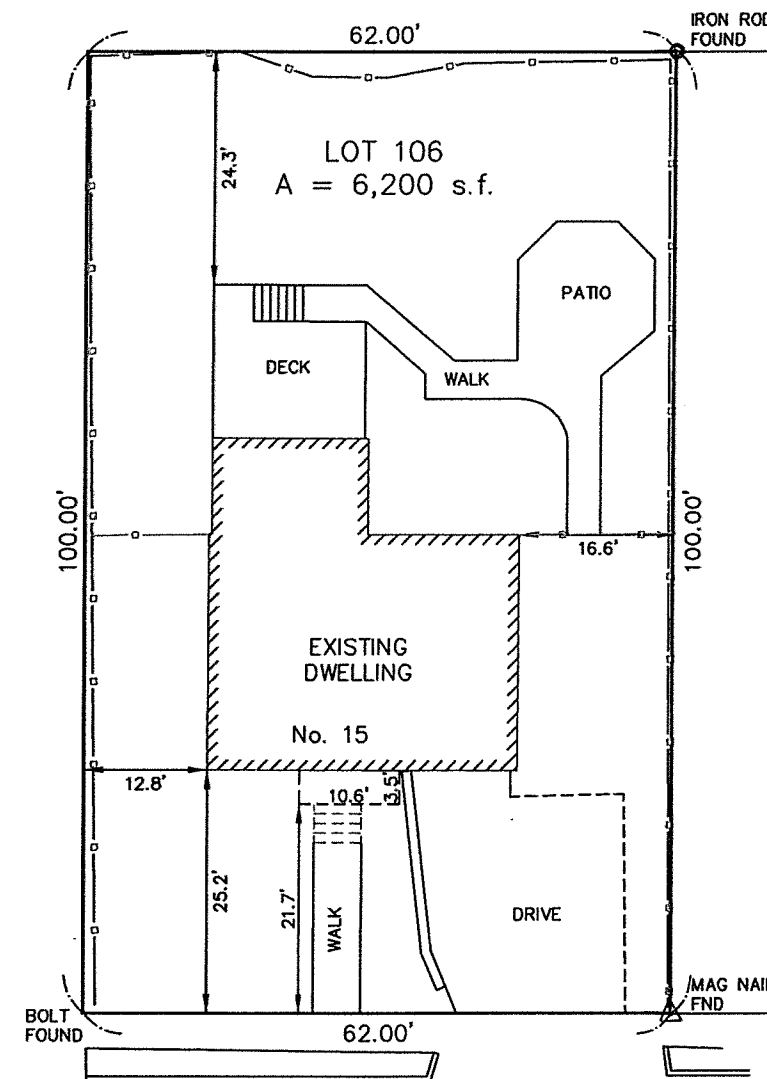 IRON ROD
FOUND
62.00'
LOT 106
A = 6,200 s.f.
24.3'
PATIO
DECK
WALK
100.00'
100.00'
16.6'
EXISTING
DWELLING
No. 15
12.8'
10.6'
3.5'
25.2'
21.7'
WALK
DRIVE
MAG NAIL
FND
BOLT
FOUND
62.00'